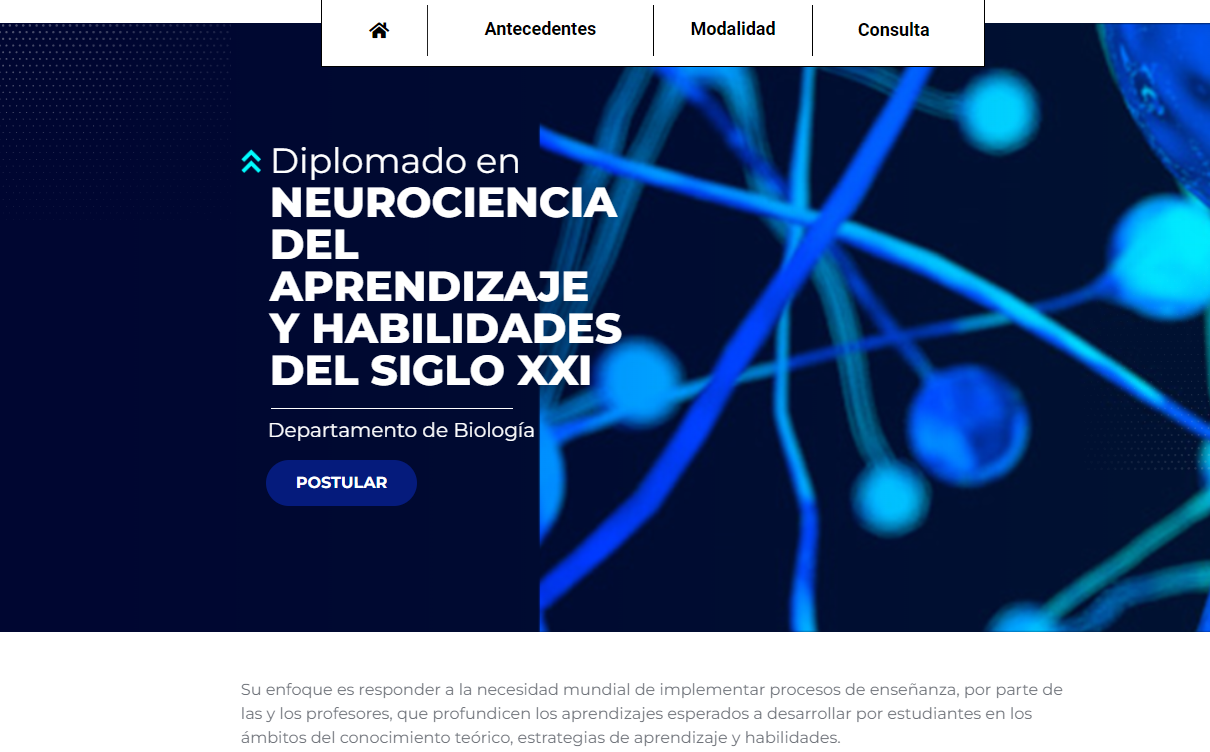 Antecedentes
Modalidad
Consulta
Diplomado en
NEUROCIENCIA
DEL
APRENDIZAJE
Y HABILIDADES
DEL SIGLO XXI
Departamento de Biología
POSTULAR
Su enfoque es responder a la necesidad mundial de implementar procesos de enseñanza, por parte de
las y los profesores, que profundicen los aprendizajes esperados a desarrollar por estudiantes en los
ámbitos del conocimiento teórico, estrategias de aprendizaje y habilidades.